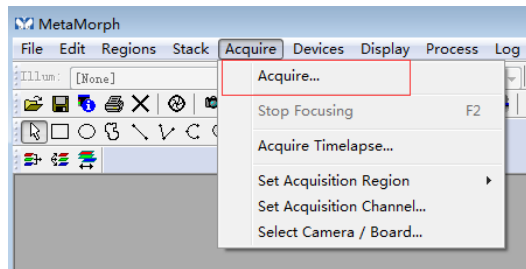 MetaMorph
File Edit Regions Stack Acquire Devices Display Process Log
Illum: [None]
Acquire...
Stop Focusing F2
Acquire Timelapse...
Set Acquisition Region
Set Acquisition Channel...
Select Camera / Board...